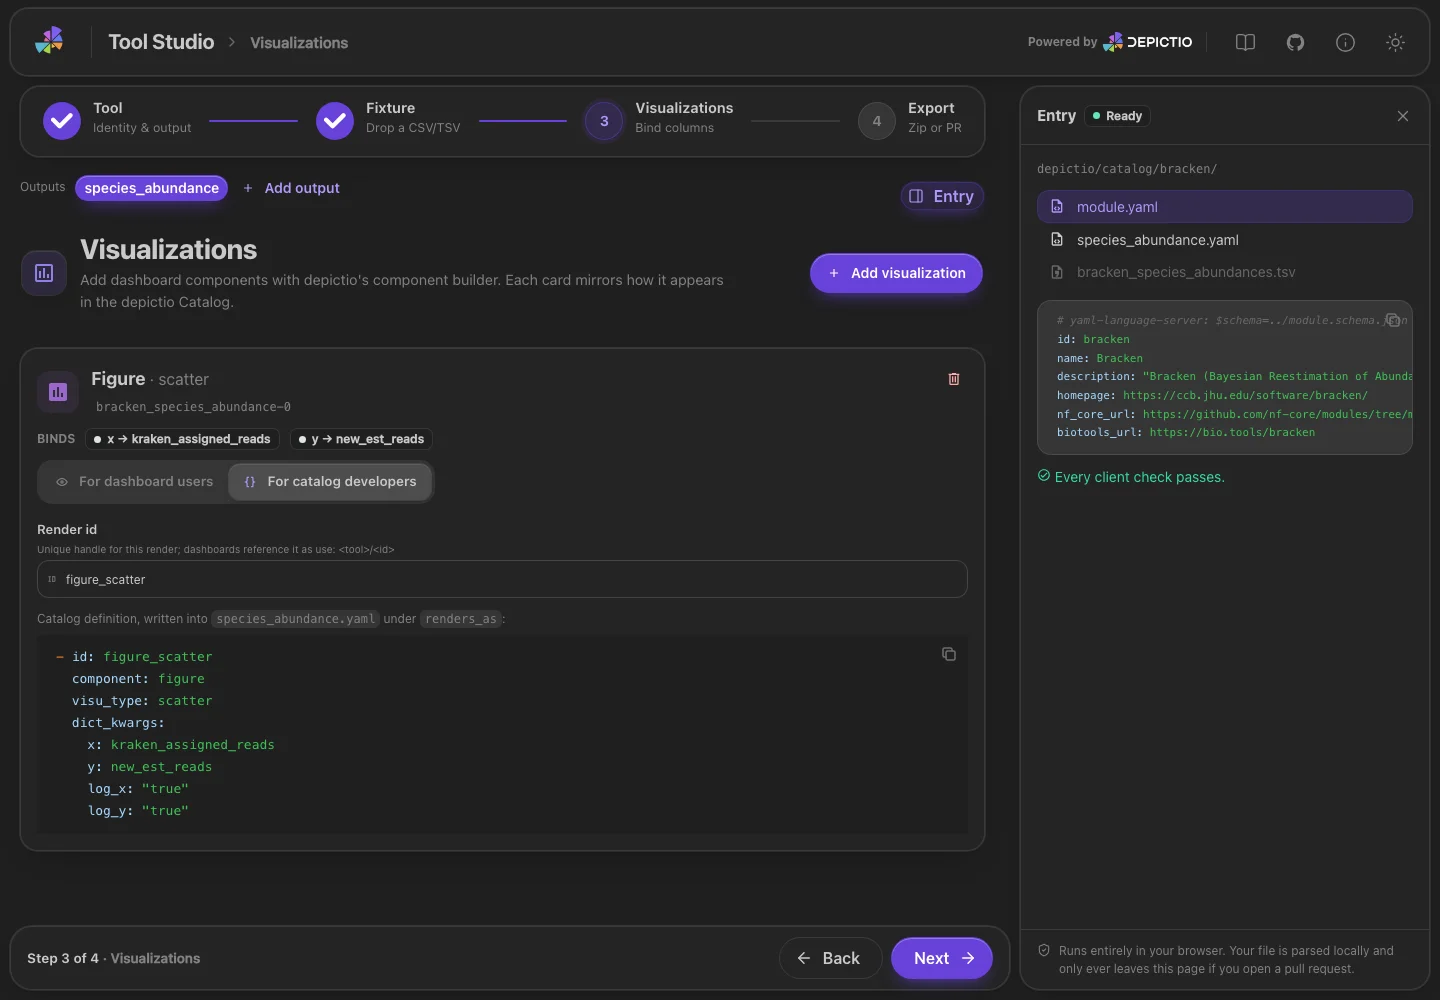 Tool Studio > Visualizations
Powered by DEPICTIO
Tool
Identity & output
Fixture
Drop a CSV/TSV
3
Visualizations
Bind columns
4
Export
Zip or PR
Outputs
species_abundance
+ Add output
Entry
Visualizations
Add dashboard components with depictio's component builder. Each card mirrors how it appears
in the depictio Catalog.
+ Add visualization
Figure · scatter
bracken_species_abundance-0
BINDS
x → kraken_assigned_reads
y → new_est_reads
For dashboard users
{} For catalog developers
Render id
Unique handle for this render; dashboards reference it as use: <tool>/<id>
ID figure_scatter
Catalog definition, written into species_abundance.yaml under renders_as:
- id: figure_scatter
component: figure
visu_type: scatter
dict_kwargs:
x: kraken_assigned_reads
y: new_est_reads
log_x: "true"
log_y: "true"
Step 3 of 4 · Visualizations
← Back
Next →
Entry
Ready
depictio/catalog/bracken/
module.yaml
species_abundance.yaml
bracken_species_abundances.tsv
# yaml-language-server: $schema=../module.schema.json
id: bracken
name: Bracken
description: "Bracken (Bayesian Reestimation of Abunda
homepage: https://ccb.jhu.edu/software/bracken/
nf_core_url: https://github.com/nf-core/modules/tree/m
biotools_url: https://bio.tools/bracken
Every client check passes.
Runs entirely in your browser. Your file is parsed locally and
only ever leaves this page if you open a pull request.